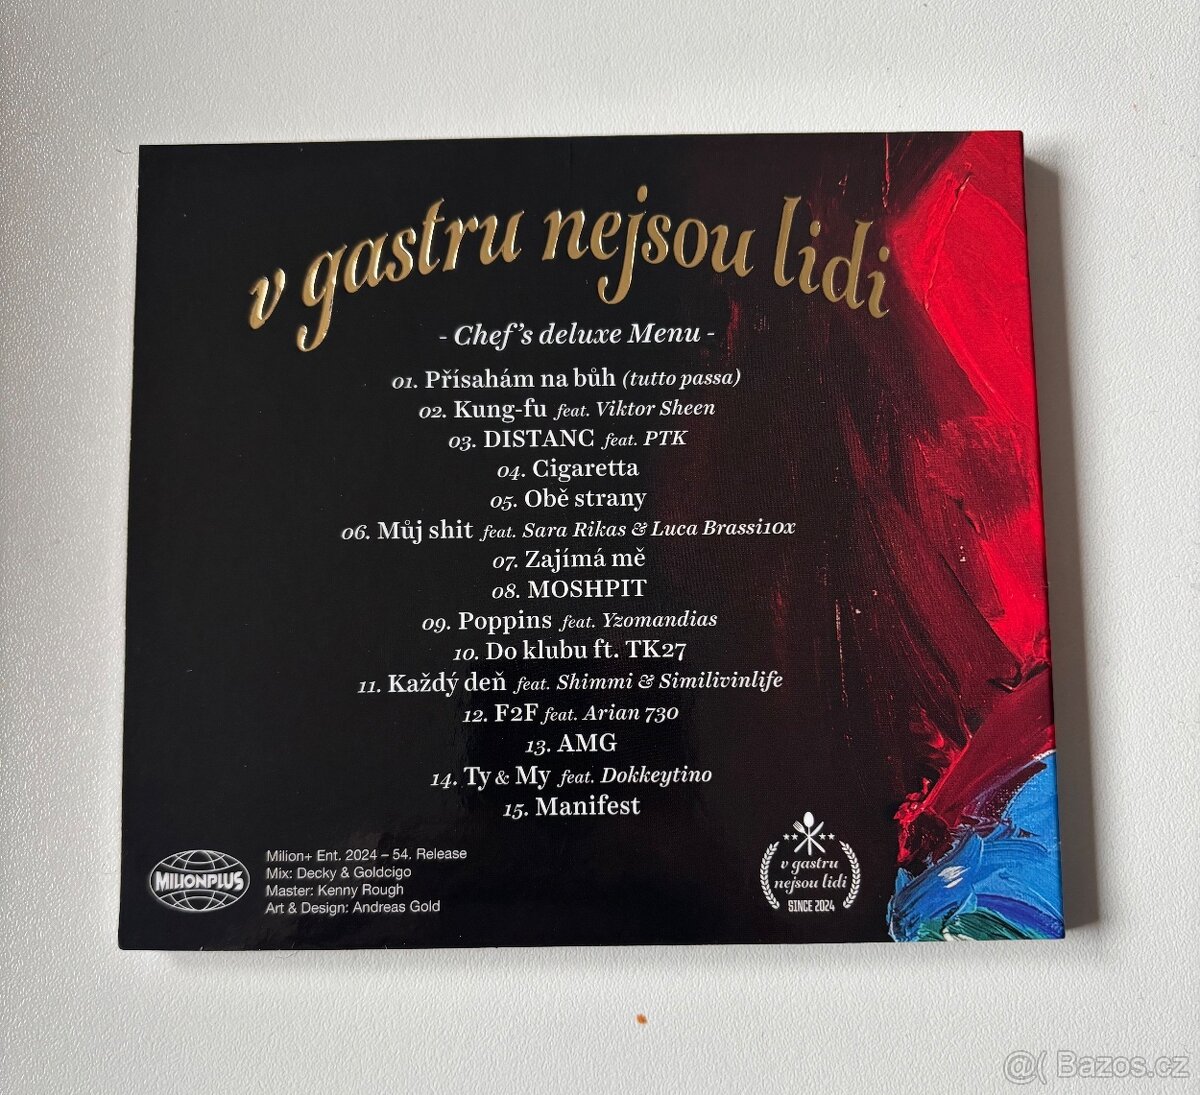 v gastru nejsou lidi
- Chef's deluxe Menu -
01. Přísahám na bůh (tutto passa)
02. Kung-fu feat. Viktor Sheen
03. DISTANC feat. PTK
04. Cigaretta
05. Obě strany
06. Můj shit feat. Sara Rikas & Luca Brassi10x
07. Zajímá mě
08. MOSHPIT
09. Poppins feat. Yzomandias
10. Do klubu ft. TK27
11. Každý deň feat. Shimmi & Similivinlife
12. F2F feat. Arian 730
13. AMG
14. Ty & My feat. Dokkeytino
15. Manifest
MILIONPLUS
Milion+ Ent. 2024 – 54. Release
Mix: Decky & Goldcigo
Master: Kenny Rough
Art & Design: Andreas Gold
v gastru
nejsou lidi
SINCE 2024
@( Bazos.cz